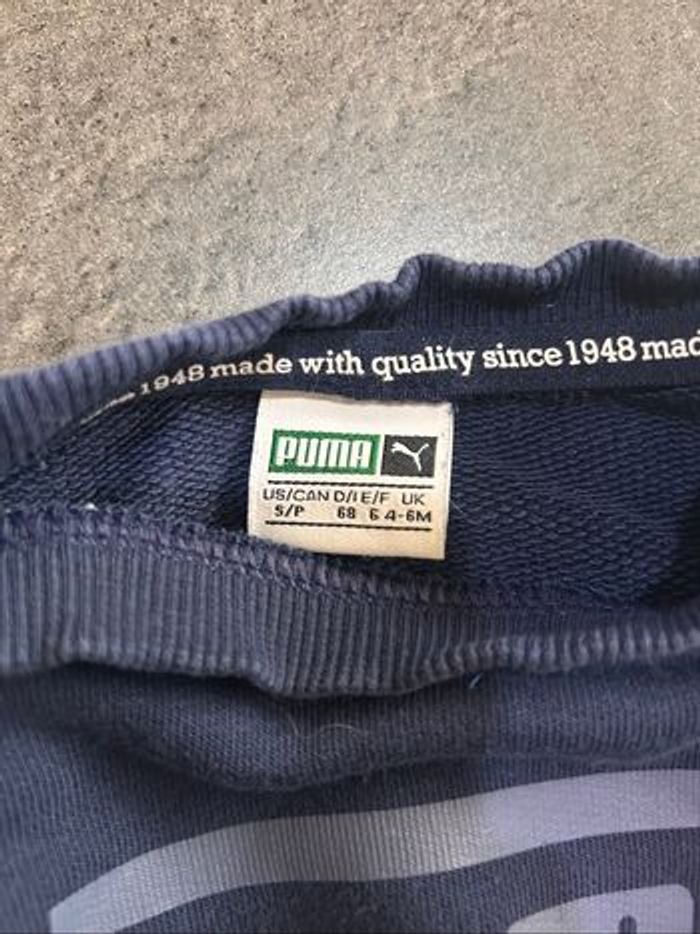 1948 made with quality since 1948 mad
PUMA
US/CAN D/I E/F UK
S/P 68 6 4-6M